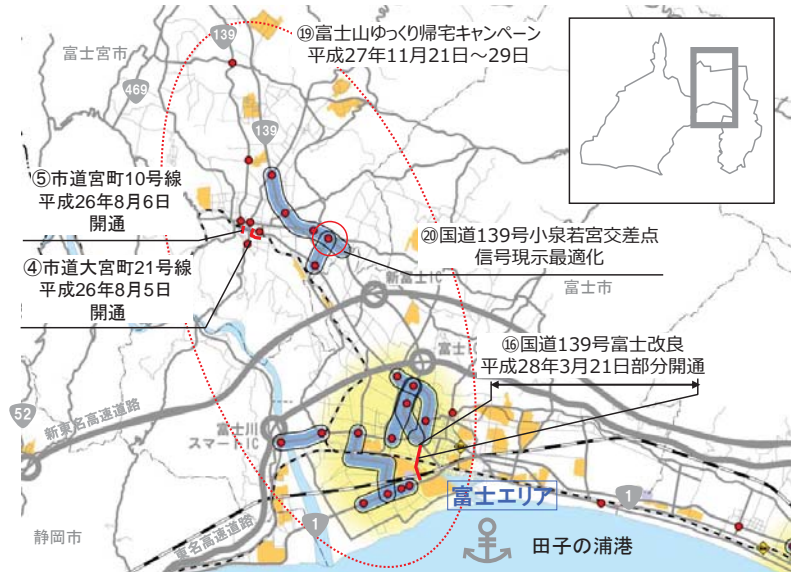 139
⑲富士山ゆっくり帰宅キャンペーン
平成27年11月21日～29日
富士宮市
469
139
⑤市道宮町10号線
平成26年8月6日
開通
④市道大宮町21号線
平成26年8月5日
開通
⑳国道139号小泉若宮交差点
信号現示最適化
新富士IC
富士市
富士
⑯国道139号富士改良
平成28年3月21日部分開通
52
新東名高速道路
富士川
スマートIC
富士エリア
1
1
静岡市
東名高速道路
田子の浦港